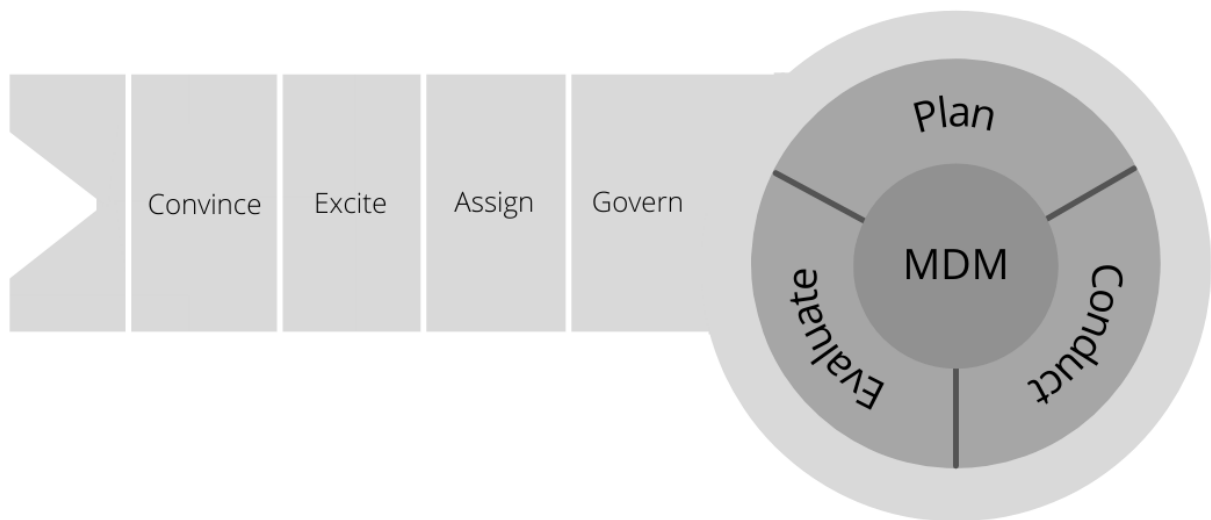 Convince
Excite
Assign
Govern
Plan
Conduct
Evaluate
MDM